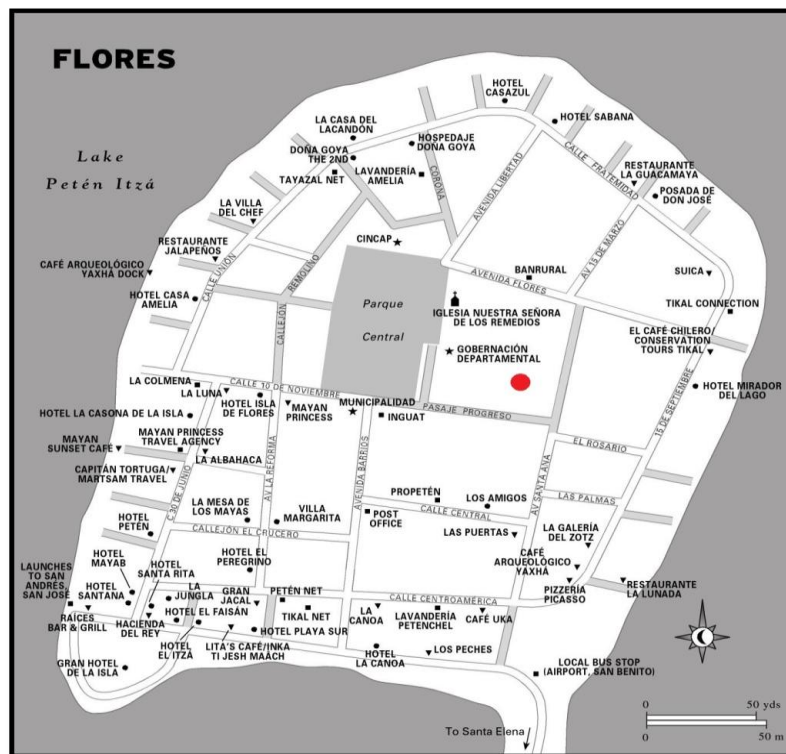 FLORES
Lake
Petén Itzá
HOTEL
CASAZUL
HOTEL SABANA
LA CASA DEL
LACANDÓN
HOSPEDAJE
DOÑA GOYA
DOÑA GOYA
THE 2ND
TAYAZAL NET
LAVANDERÍA
AMELIA
CORONA
AVENIDA LIBERTAD
CALLE FRATERNIDAD
RESTAURANTE
LA GUACAMAYA
POSADA DE
DON JOSÉ
LA VILLA
DEL CHEF
CINCAP
RESTAURANTE
JALAPEÑOS
CAFÉ ARQUEOLÓGICO
YAXHÁ DOCK
CALLE UNIÓN
HOTEL CASA
AMELIA
CALLEJÓN
REMOLINO
Parque
Central
AVENIDA FLORES
BANRURAL
AV 15 DE MARZO
SUICA
TIKAL CONNECTION
IGLESIA NUESTRA SEÑORA
DE LOS REMEDIOS
GOBERNACIÓN
DEPARTAMENTAL
EL CAFÉ CHILERO/
CONSERVATION
TOURS TIKAL
HOTEL MIRADOR
DEL LAGO
15 DE SEPTIEMBRE
LA COLMENA
LA LUNA
CALLE 10 DE NOVIEMBRE
HOTEL ISLA
DE FLORES
MAYAN
PRINCESS
MUNICIPALIDAD
INGUAT
PASAJE PROGRESO
HOTEL LA CASONA DE LA ISLA
MAYAN PRINCESS
TRAVEL AGENCY
MAYAN
SUNSET CAFÉ
LA ALBAHACA
CAPITÁN TORTUGA/
MARTSAM TRAVEL
C 30 DE JUNIO
AV LA REFORMA
AVENIDA BARRIOS
AV SANTA ANA
EL ROSARIO
LAS PALMAS
PROPETÉN
LOS AMIGOS
CALLE CENTRAL
POST
OFFICE
LA MESA DE
LOS MAYAS
VILLA
MARGARITA
LAS PUERTAS
LA GALERÍA
DEL ZOTZ
HOTEL
PETÉN
CALLEJÓN EL CRUCERO
CAFÉ
ARQUEOLÓGICO
YAXHÁ
PIZZERÍA
PICASSO
RESTAURANTE
LA LUNADA
HOTEL
MAYAB
HOTEL
SANTA RITA
HOTEL EL
PEREGRINO
LAUNCHES
TO SAN
ANDRÉS,
SAN JOSÉ
HOTEL
SANTANA
LA
JUNGLA
GRAN
JACAL
PETÉN NET
CALLE CENTROAMÉRICA
RAÍCES
BAR & GRILL
HACIENDA
DEL REY
HOTEL EL FAISÁN
TIKAL NET
LA
CANOA
LAVANDERÍA
PETENCHEL
CAFÉ UKA
HOTEL
EL ITZÁ
LITA'S CAFÉ/INKA
TI JESH MAÁCH
HOTEL PLAYA SUR
HOTEL
LA CANOA
LOS PECHES
GRAN HOTEL
DE LA ISLA
LOCAL BUS STOP
(AIRPORT, SAN BENITO)
To Santa Elena
0 50 yds
0 50 m